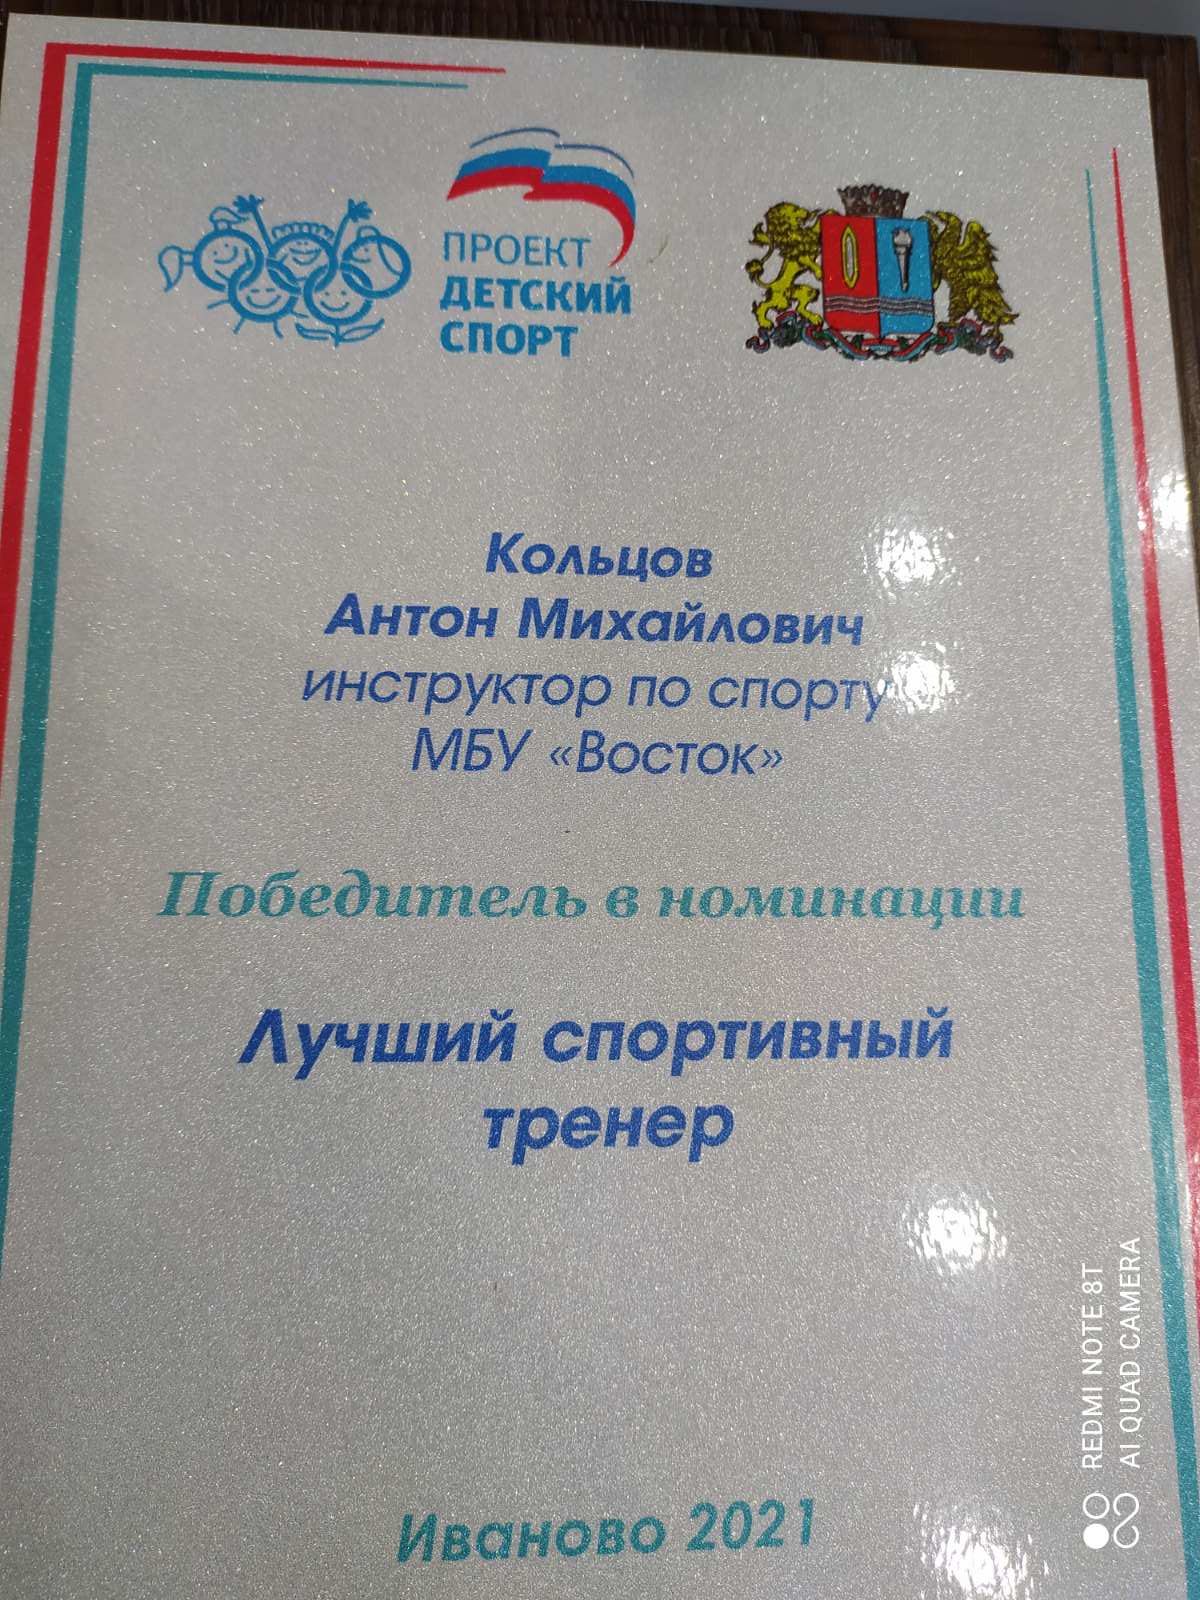 ПРОЕКТ
ДЕТСКИЙ
СПОРТ
Кольцов
Антон Михайлович
инструктор по спорту
МБУ «Восток»
Победитель в номинации
Лучший спортивный
тренер
Иваново 2021
REDMI NOTE 8T
AI QUAD CAMERA